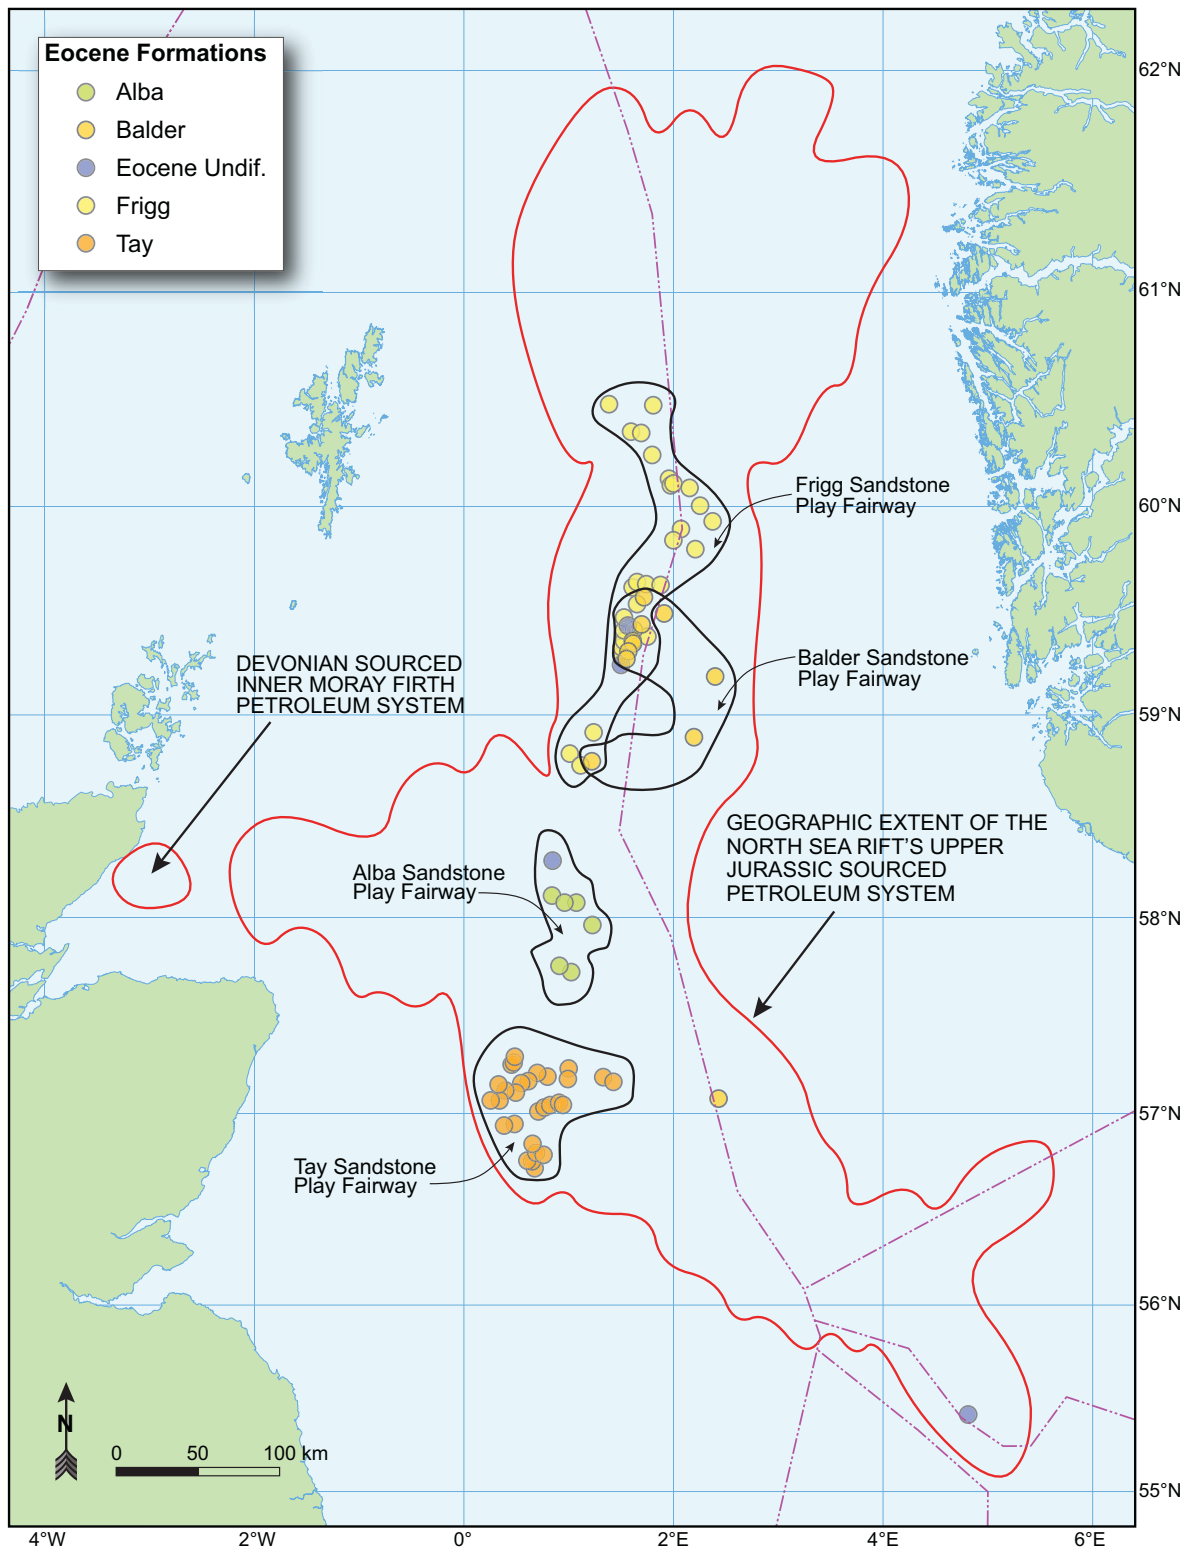 Eocene Formations
Alba
Balder
Eocene Undif.
Frigg
Tay
62°N
61°N
60°N
59°N
58°N
57°N
56°N
55°N
Frigg Sandstone
Play Fairway
Balder Sandstone
Play Fairway
DEVONIAN SOURCED
INNER MORAY FIRTH
PETROLEUM SYSTEM
GEOGRAPHIC EXTENT OF THE
NORTH SEA RIFT'S UPPER
JURASSIC SOURCED
PETROLEUM SYSTEM
Alba Sandstone
Play Fairway
Tay Sandstone
Play Fairway
N
0 50 100 km
4°W 2°W 0° 2°E 4°E 6°E